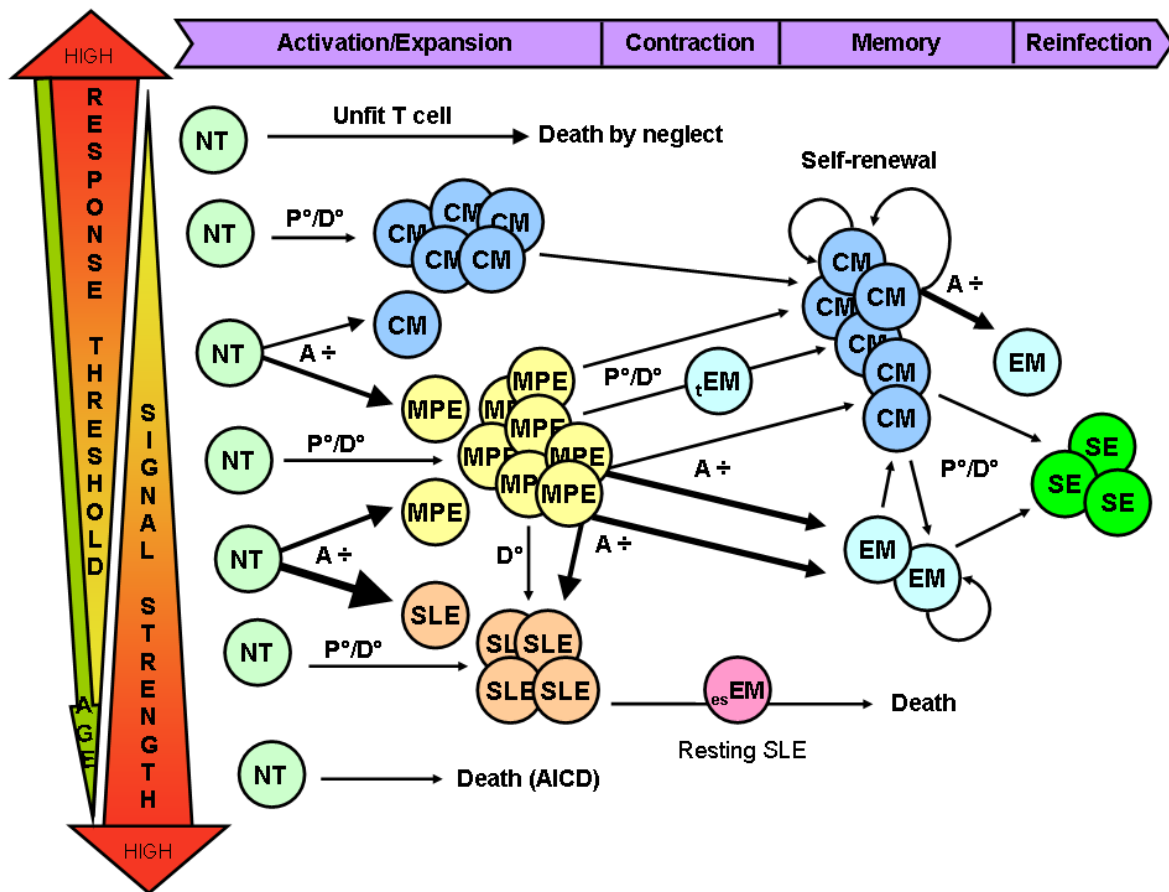 HIGH
RESPONSE THRESHOLD
AGE
SIGNAL STRENGTH
HIGH
Activation/Expansion
Contraction
Memory
Reinfection
NT
Unfit T cell
Death by neglect
Self-renewal
NT
P°/D°
CM
CM
CM
CM
CM
CM
CM
CM
CM
CM
CM
A ÷
EM
NT
A ÷
CM
MPE
MPE
MPE
MPE
MPE
MPE
MPE
MPE
P°/D°
tEM
NT
P°/D°
A ÷
A ÷
P°/D°
SE
SE
SE
MPE
NT
A ÷
SLE
D°
EM
EM
NT
P°/D°
SLE
SLE
SLE
SLE
esEM
Death
Resting SLE
NT
Death (AICD)